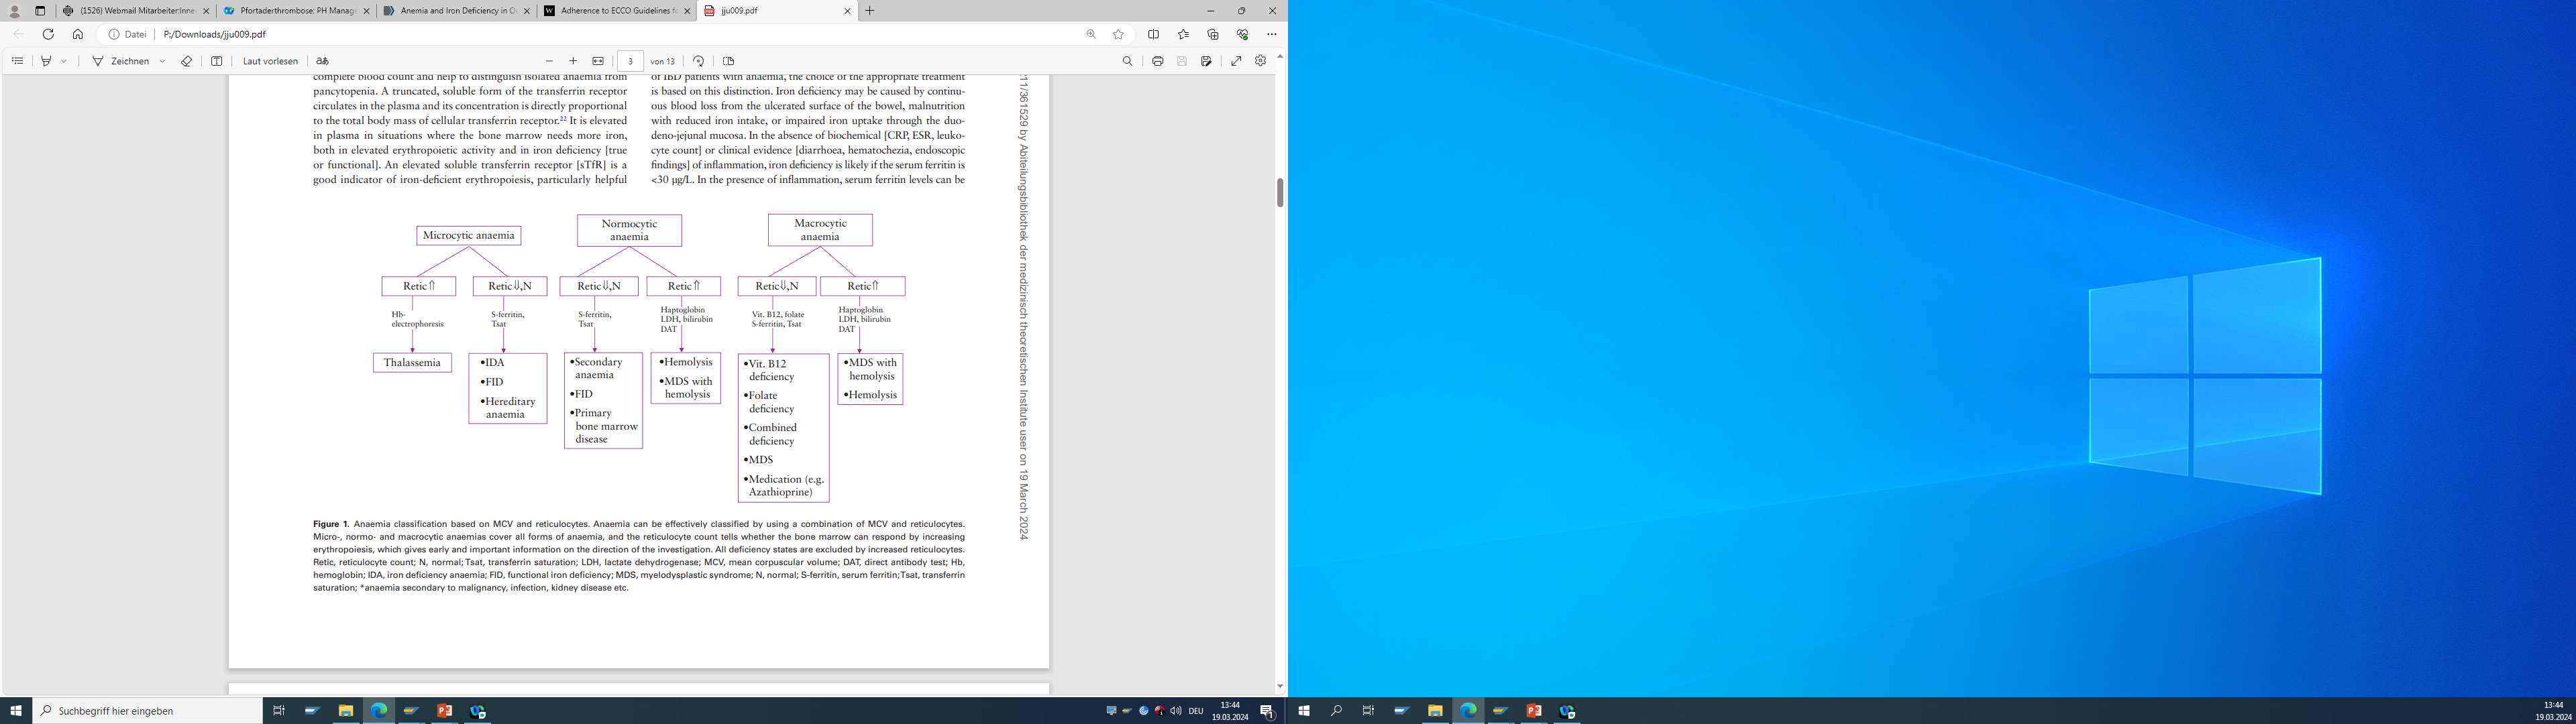 (1526) Webmail Mitarbeiter:Inne
Pfortaderthrombose: PH Manage
Anemia and Iron Deficiency in O
Adherence to ECCO Guidelines f
jju009.pdf
Datei
P:/Downloads/jju009.pdf
Zeichnen
Laut vorlesen
aあ
3
von 13
complete blood count and help to distinguish isolated anaemia from
pancytopenia. A truncated, soluble form of the transferrin receptor
circulates in the plasma and its concentration is directly proportional
to the total body mass of cellular transferrin receptor.22 It is elevated
in plasma in situations where the bone marrow needs more iron,
both in elevated erythropoietic activity and in iron deficiency [true
or functional]. An elevated soluble transferrin receptor [sTfR] is a
good indicator of iron-deficient erythropoiesis, particularly helpful
of IBD patients with anaemia, the choice of the appropriate treatment
is based on this distinction. Iron deficiency may be caused by continu-
ous blood loss from the ulcerated surface of the bowel, malnutrition
with reduced iron intake, or impaired iron uptake through the duo-
deno-jejunal mucosa. In the absence of biochemical [CRP, ESR, leuko-
cyte count] or clinical evidence [diarrhoea, hematochezia, endoscopic
findings] of inflammation, iron deficiency is likely if the serum ferritin is
<30 µg/L. In the presence of inflammation, serum ferritin levels can be
11/361529 by Abiteilungsbibliothek der medizinisch theoretischen Institute user on 19 March 2024
Microcytic anaemia
Normocytic
anaemia
Macrocytic
anaemia
Retic⇑
Retic⇓,N
Retic⇓,N
Retic⇑
Retic⇓,N
Retic⇑
Hb-
electrophoresis
S-ferritin,
Tsat
S-ferritin,
Tsat
Haptoglobin
LDH, bilirubin
DAT
Vit. B12, folate
S-ferritin, Tsat
Haptoglobin
LDH, bilirubin
DAT
Thalassemia
•IDA
•FID
•Hereditary
anaemia
•Secondary
anaemia
•FID
•Primary
bone marrow
disease
•Hemolysis
•MDS with
hemolysis
•Vit. B12
deficiency
•Folate
deficiency
•Combined
deficiency
•MDS
•Medication (e.g.
Azathioprine)
•MDS with
hemolysis
•Hemolysis
Figure 1. Anaemia classification based on MCV and reticulocytes. Anaemia can be effectively classified by using a combination of MCV and reticulocytes.
Micro-, normo- and macrocytic anaemias cover all forms of anaemia, and the reticulocyte count tells whether the bone marrow can respond by increasing
erythropoiesis, which gives early and important information on the direction of the investigation. All deficiency states are excluded by increased reticulocytes.
Retic, reticulocyte count; N, normal; Tsat, transferrin saturation; LDH, lactate dehydrogenase; MCV, mean corpuscular volume; DAT, direct antibody test; Hb,
hemoglobin; IDA, iron deficiency anaemia; FID, functional iron deficiency; MDS, myelodysplastic syndrome; N, normal; S-ferritin, serum ferritin; Tsat, transferrin
saturation; *anaemia secondary to malignancy, infection, kidney disease etc.
Suchbegriff hier eingeben
DEU
13:44
19.03.2024
1
13:44
19.03.2024